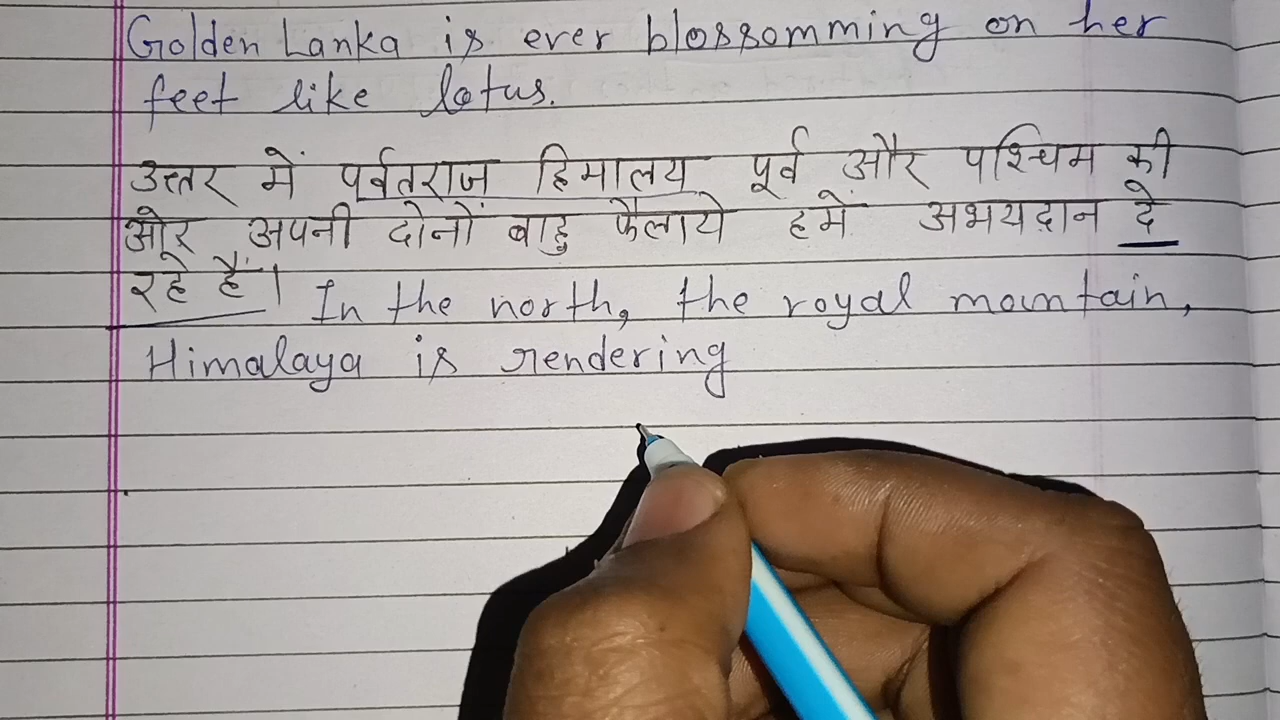 Golden Lanka is ever blossomming on her
feet like lotus.
उत्तर में पर्वतराज हिमालय पूर्व और पश्चिम की
ओर अपनी दोनों बाहु फैलाये हमें अभयदान दे
रहे हैं। In the north, the royal mountain,
Himalaya is rendering